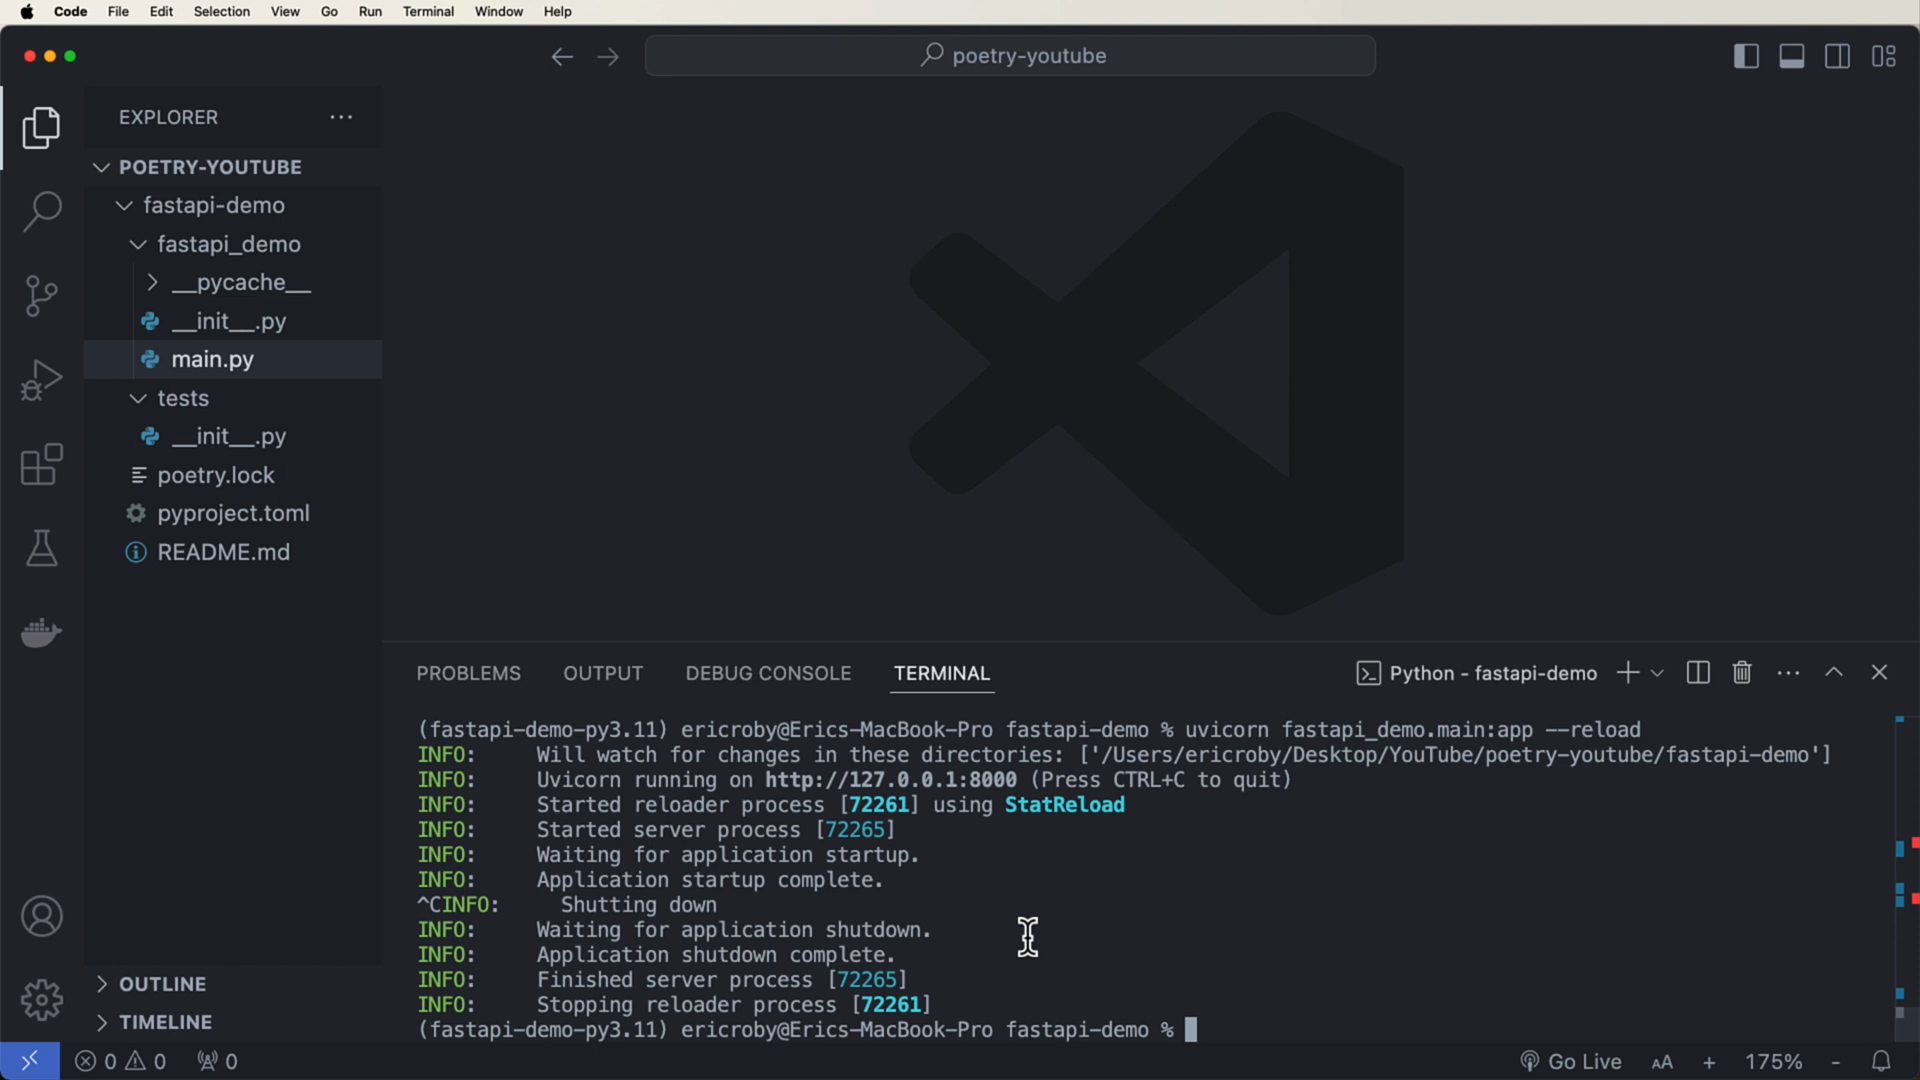 Code File Edit Selection View Go Run Terminal Window Help
poetry-youtube
EXPLORER
POETRY-YOUTUBE
fastapi-demo
fastapi_demo
__pycache__
__init__.py
main.py
tests
__init__.py
poetry.lock
pyproject.toml
README.md
OUTLINE
TIMELINE
PROBLEMS OUTPUT DEBUG CONSOLE TERMINAL Python - fastapi-demo
(fastapi-demo-py3.11) ericroby@Erics-MacBook-Pro fastapi-demo % uvicorn fastapi_demo.main:app --reload
INFO: Will watch for changes in these directories: ['/Users/ericroby/Desktop/YouTube/poetry-youtube/fastapi-demo']
INFO: Uvicorn running on http://127.0.0.1:8000 (Press CTRL+C to quit)
INFO: Started reloader process [72261] using StatReload
INFO: Started server process [72265]
INFO: Waiting for application startup.
INFO: Application startup complete.
^CINFO: Shutting down
INFO: Waiting for application shutdown.
INFO: Application shutdown complete.
INFO: Finished server process [72265]
INFO: Stopping reloader process [72261]
(fastapi-demo-py3.11) ericroby@Erics-MacBook-Pro fastapi-demo %
0 0 0 Go Live AA + 175% -